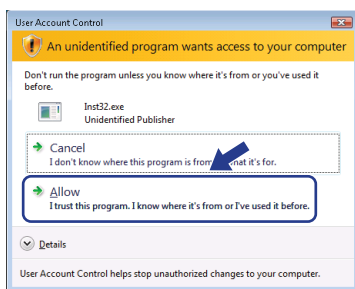 User Account Control
An unidentified program wants access to your computer
Don't run the program unless you know where it's from or you've used it
before.
Inst32.exe
Unidentified Publisher
Cancel
I don't know where this program is from what it's for.
Allow
I trust this program. I know where it's from or I've used it before.
Details
User Account Control helps stop unauthorized changes to your computer.